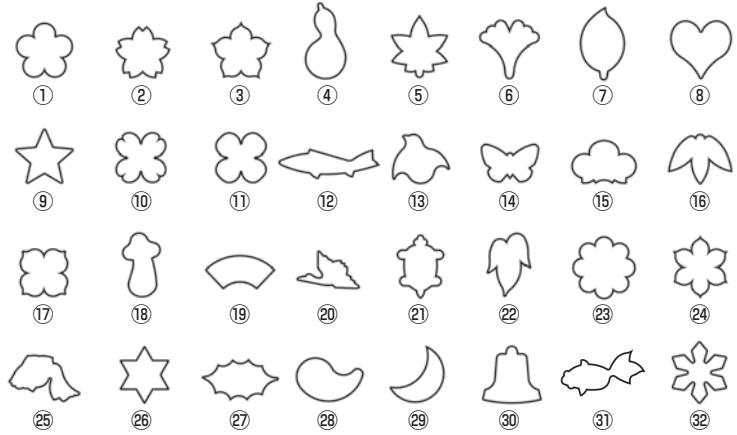 ① ② ③ ④ ⑤ ⑥ ⑦ ⑧
⑨ ⑩ ⑪ ⑫ ⑬ ⑭ ⑮ ⑯
⑰ ⑱ ⑲ ⑳ ㉑ ㉒ ㉓ ㉔
㉕ ㉖ ㉗ ㉘ ㉙ ㉚ ㉛ ㉜